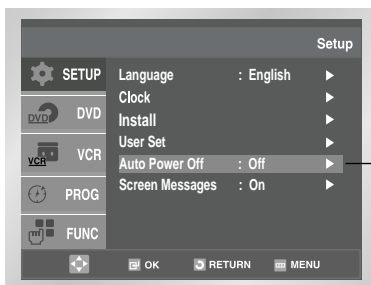 Setup
SETUP
DVD
DVD
VCR
VCR
PROG
FUNC
Language : English
Clock
Install
User Set
Auto Power Off : Off
Screen Messages : On
OK RETURN MENU